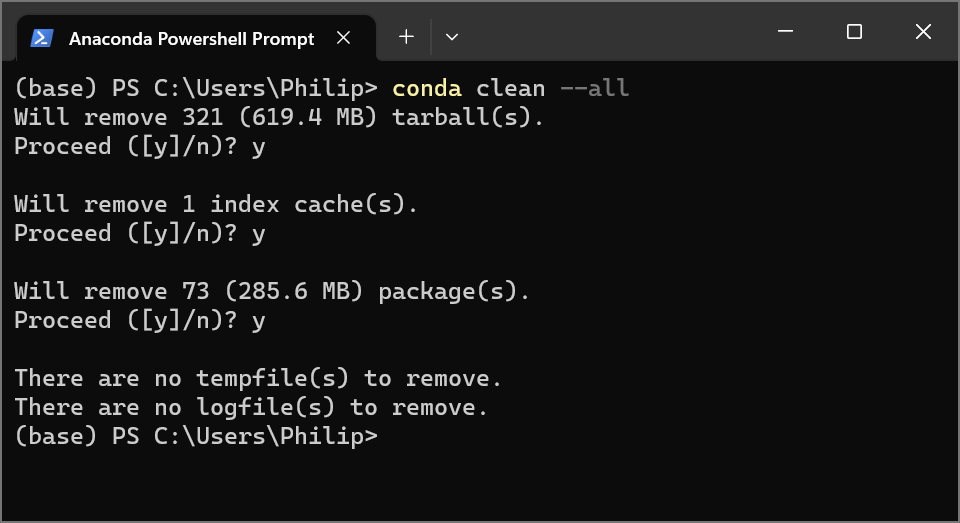 Anaconda Powershell Prompt
(base) PS C:\Users\Philip> conda clean --all
Will remove 321 (619.4 MB) tarball(s).
Proceed ([y]/n)? y
Will remove 1 index cache(s).
Proceed ([y]/n)? y
Will remove 73 (285.6 MB) package(s).
Proceed ([y]/n)? y
There are no tempfile(s) to remove.
There are no logfile(s) to remove.
(base) PS C:\Users\Philip>